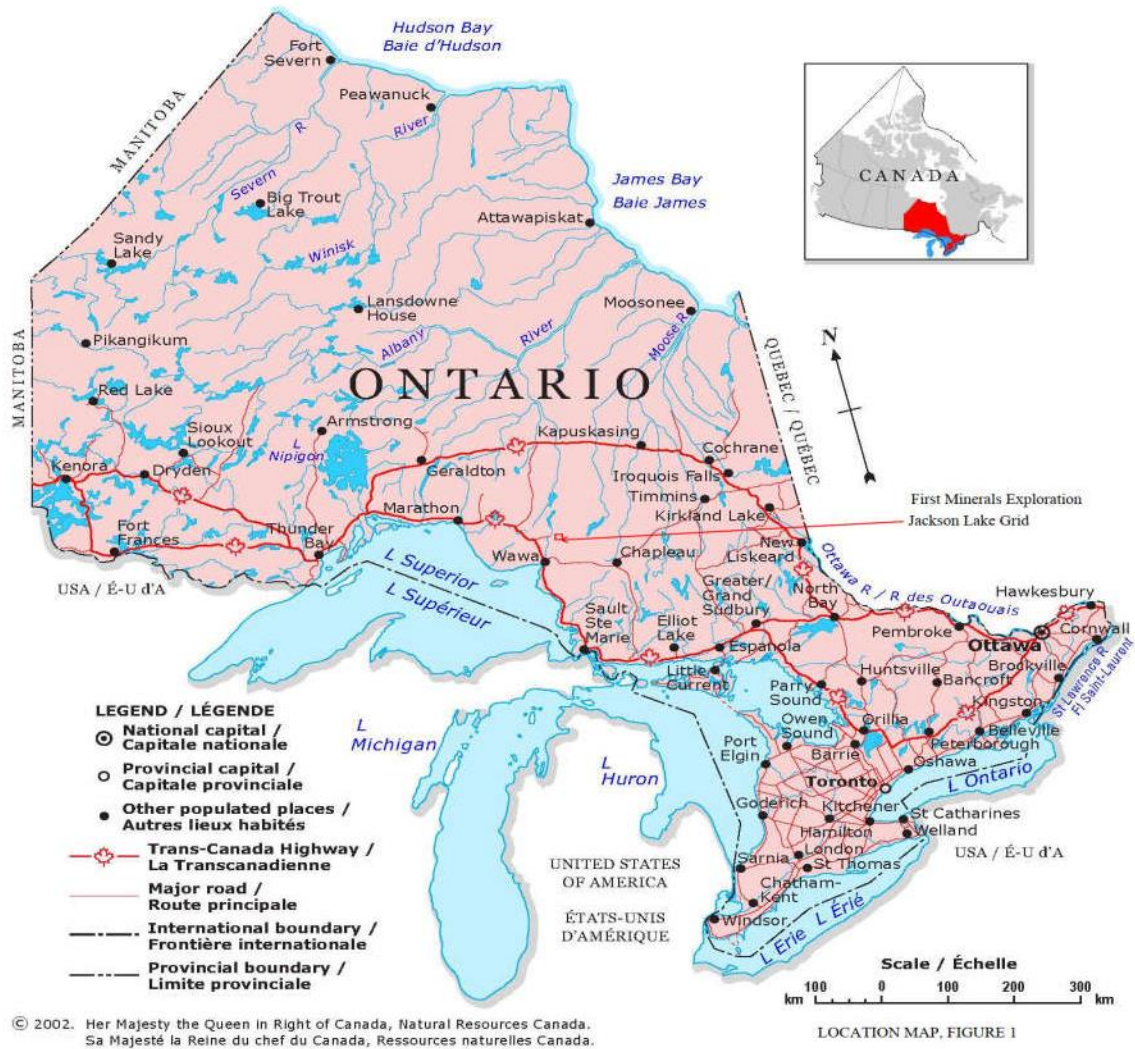 Hudson Bay
Baie d'Hudson
Fort
Severn
Peawanuck
MANITOBA
R
River
Severn
James Bay
Baie James
Big Trout
Lake
Attawapiskat
CANADA
Sandy
Lake
Winisk
Lansdowne
House
Moosonee
Albany
River
Moose R
Pikangikum
MANITOBA
QUEBEC / QUÉBEC
N
ONTARIO
Red Lake
Sioux
Lookout
Armstrong
Kapuskasing
Cochrane
L
Nipigon
Kenora
Dryden
Geraldton
Iroquois Falls
Timmins
First Minerals Exploration
Jackson Lake Grid
Marathon
Kirkland Lake
Fort
Frances
Thunder
Bay
Wawa
Chapleau
New
Liskeard
USA / É-U d'A
L Superior
L Supérieur
Greater/
Grand
Sudbury
North
Bay
Ottawa R / R des Outaouais
Hawkesbury
Sault
Ste
Marie
Elliot
Lake
Espanola
Pembroke
Ottawa
Cornwall
Little
Current
Huntsville
Bancroft
Brockville
St Lawrence R
Fl Saint-Laurent
Parry
Sound
Kingston
Owen
Sound
Orillia
Belleville
Peterborough
Barrie
Port
Elgin
Oshawa
L
Michigan
L
Huron
Toronto
L Ontario
Goderich
Kitchener
St Catharines
Hamilton
Welland
London
St Thomas
USA / É-U d'A
UNITED STATES
OF AMERICA
Sarnia
Chatham-
Kent
ÉTATS-UNIS
D'AMÉRIQUE
Windsor
L Erie L Érié
LEGEND / LÉGENDE
National capital /
Capitale nationale
Provincial capital /
Capitale provinciale
Other populated places /
Autres lieux habités
Trans-Canada Highway /
La Transcanadienne
Major road /
Route principale
International boundary /
Frontière internationale
Provincial boundary /
Limite provinciale
Scale / Échelle
100 0 100 200 300
km km
© 2002. Her Majesty the Queen in Right of Canada, Natural Resources Canada.
Sa Majesté la Reine du chef du Canada, Ressources naturelles Canada.
LOCATION MAP, FIGURE 1